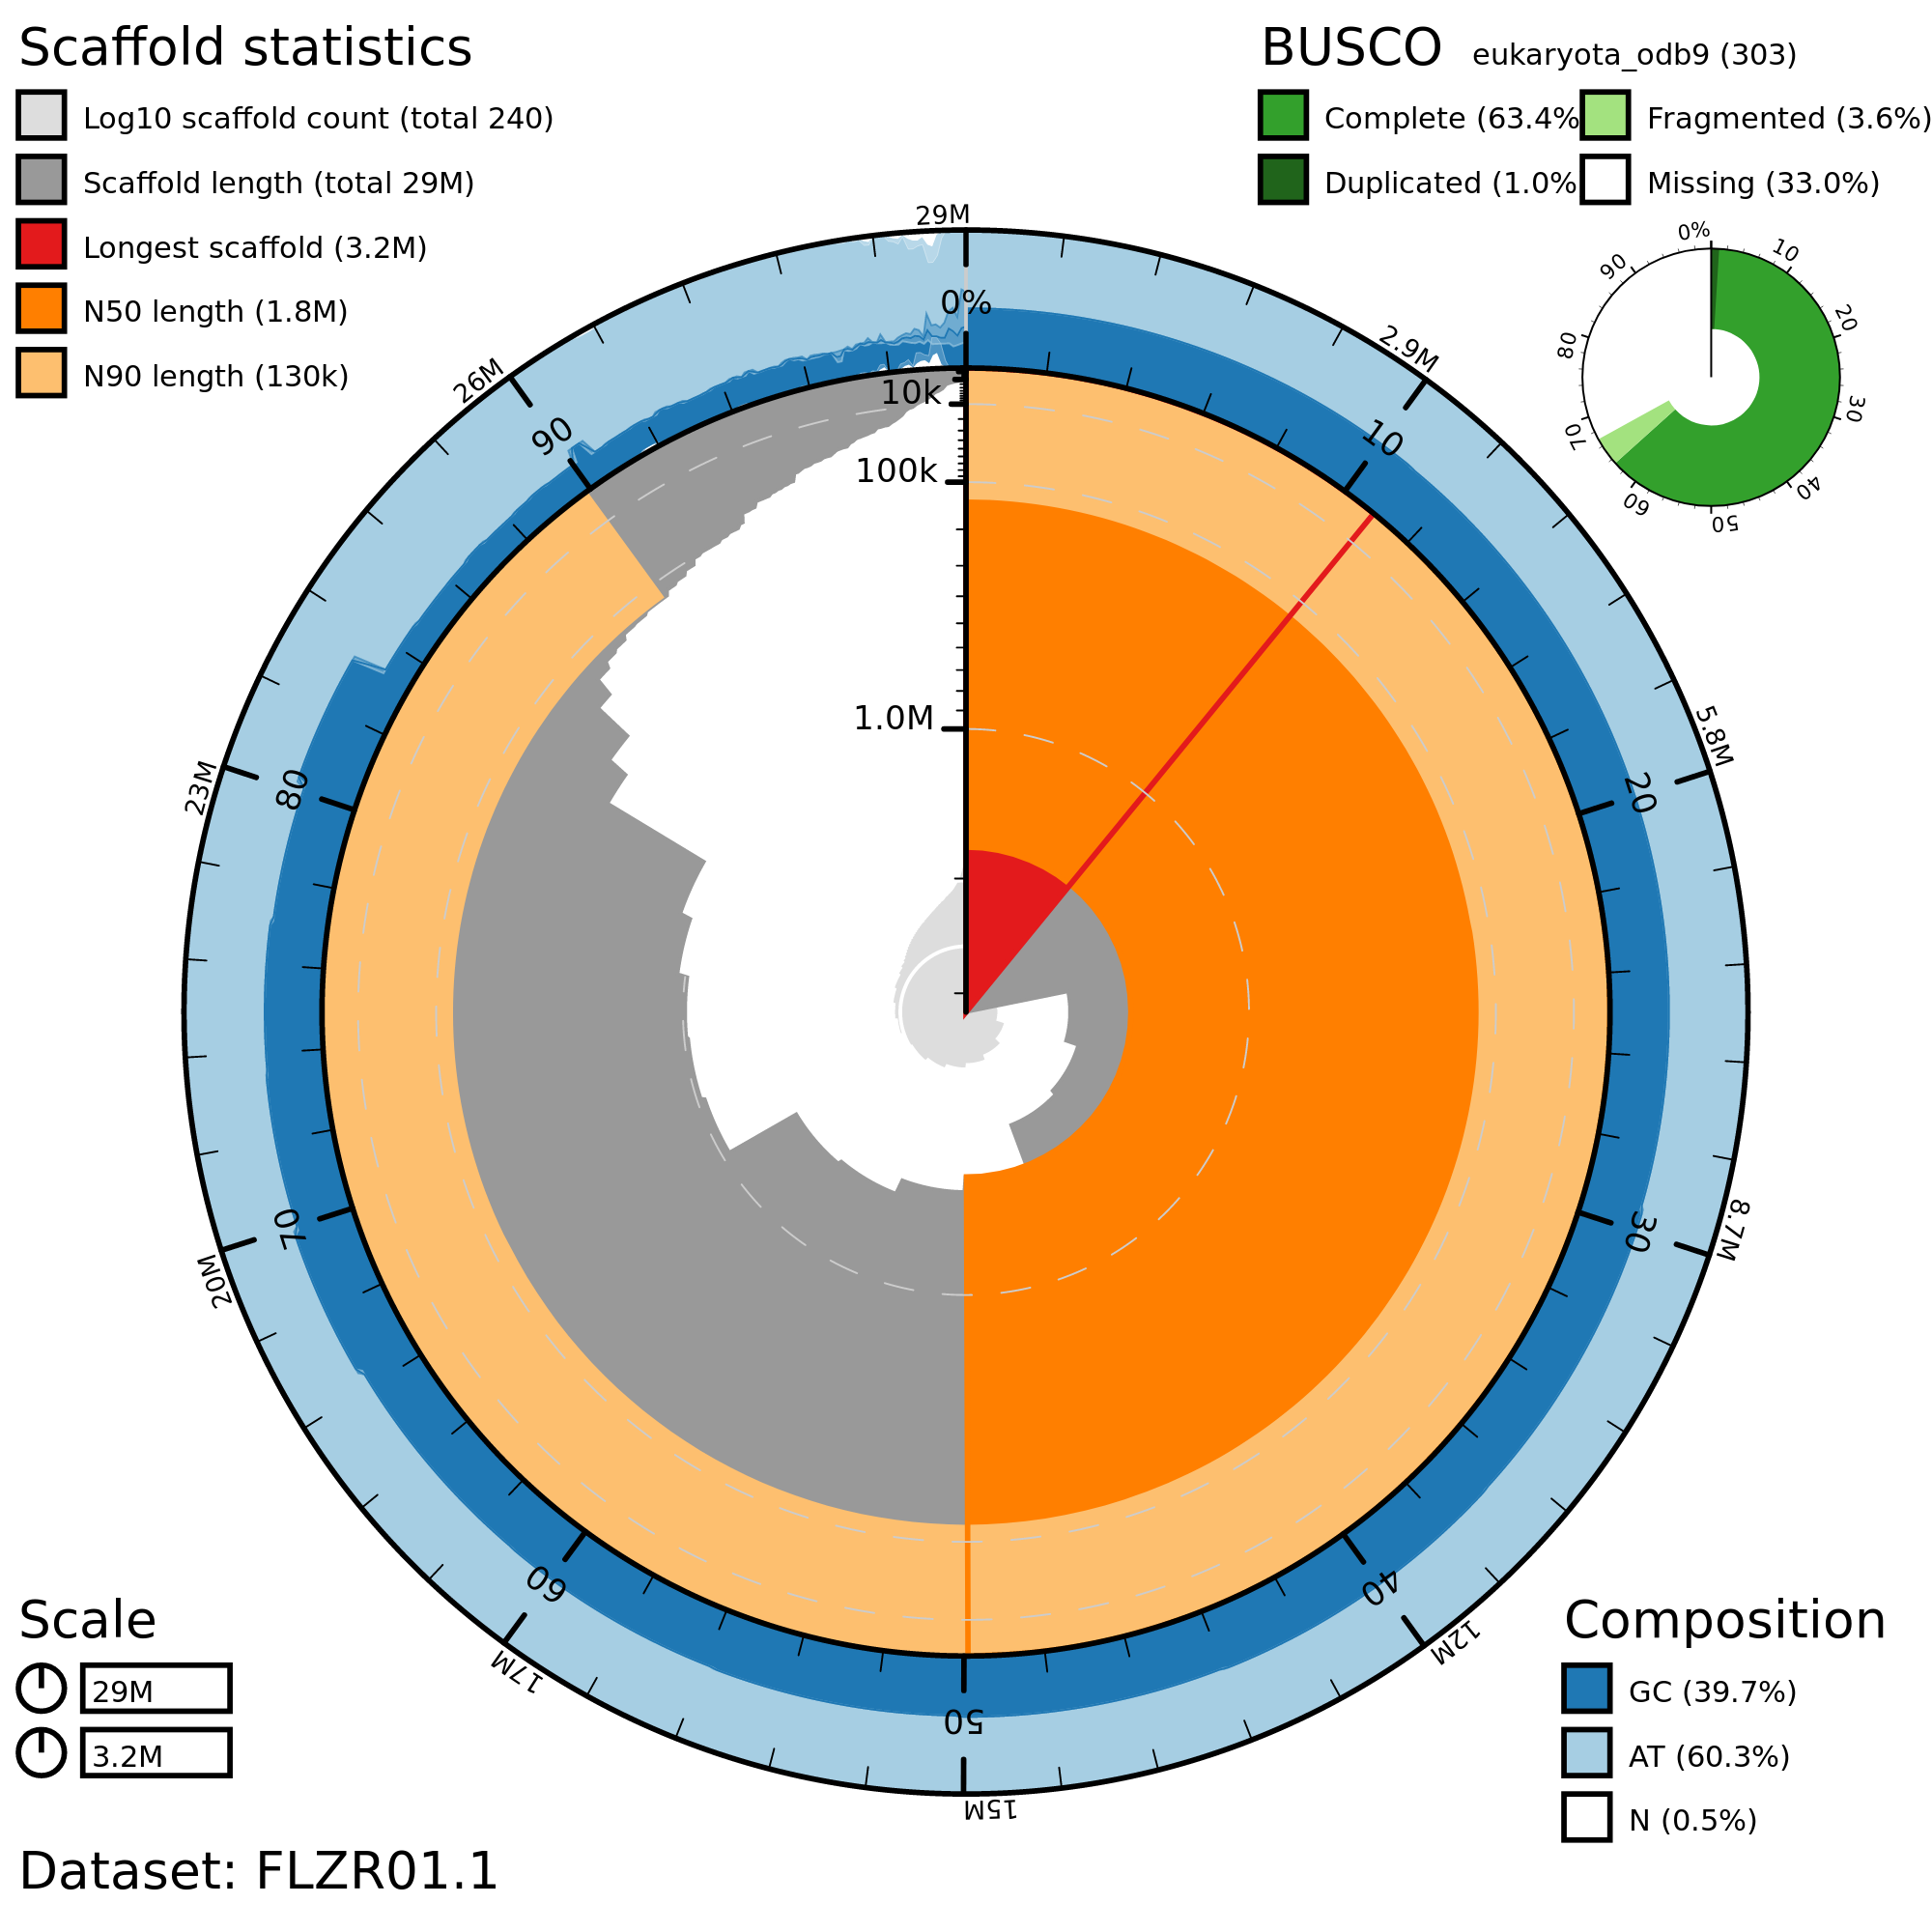 Scaffold statistics
Log10 scaffold count (total 240)
Scaffold length (total 29M)
Longest scaffold (3.2M)
N50 length (1.8M)
N90 length (130k)
BUSCO eukaryota_odb9 (303)
Complete (63.4%
Fragmented (3.6%)
Duplicated (1.0%
Missing (33.0%)
0%
10
20
30
40
50
60
70
80
90
29M
2.9M
5.8M
8.7M
12M
15M
17M
20M
23M
26M
0%
10
20
30
40
50
60
70
80
90
10k
100k
1.0M
Scale
29M
3.2M
Composition
GC (39.7%)
AT (60.3%)
N (0.5%)
Dataset: FLZR01.1